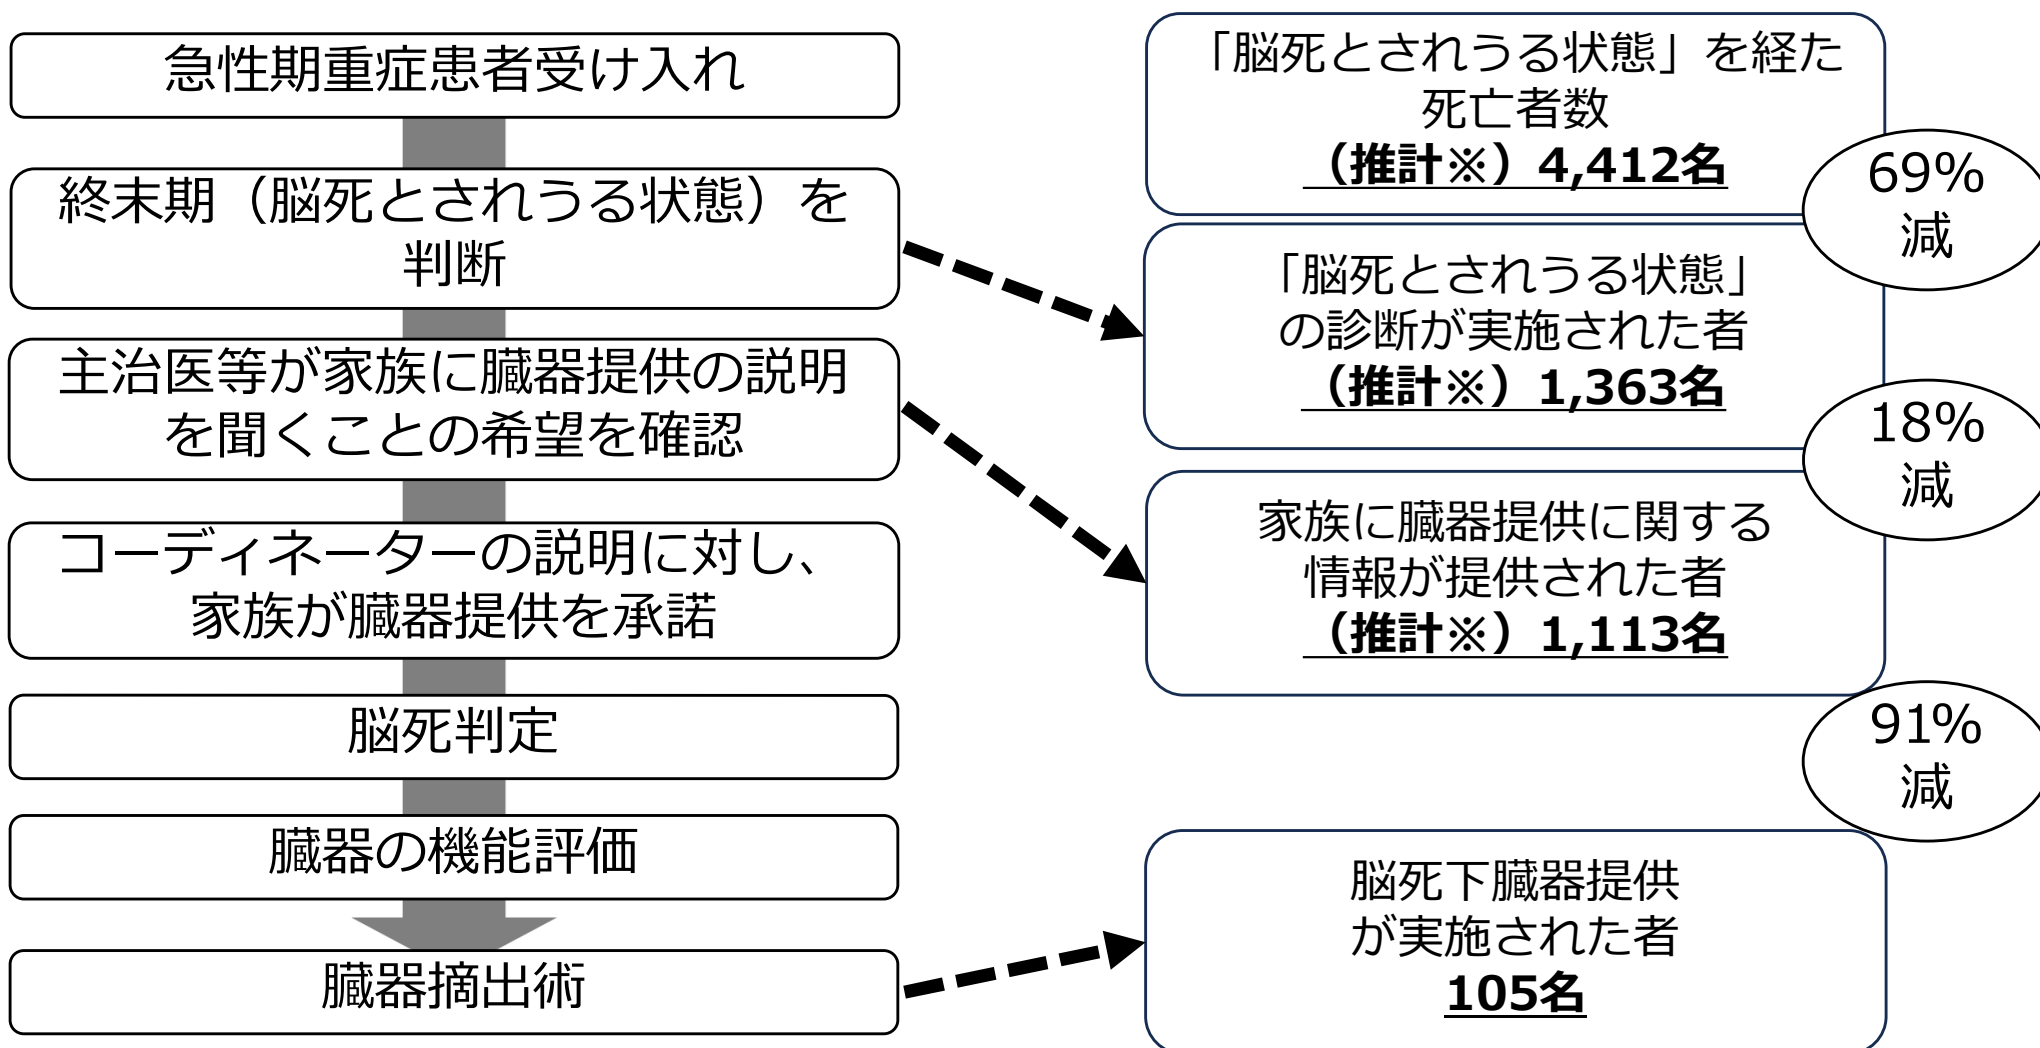 急性期重症患者受け入れ
終末期（脳死とされうる状態）を
判断
主治医等が家族に臓器提供の説明
を聞くことの希望を確認
コーディネーターの説明に対し、
家族が臓器提供を承諾
脳死判定
臓器の機能評価
臓器摘出術
「脳死とされうる状態」を経た
死亡者数
（推計※）4,412名
69%
減
「脳死とされうる状態」
の診断が実施された者
（推計※）1,363名
18%
減
家族に臓器提供に関する
情報が提供された者
（推計※）1,113名
91%
減
脳死下臓器提供
が実施された者
105名